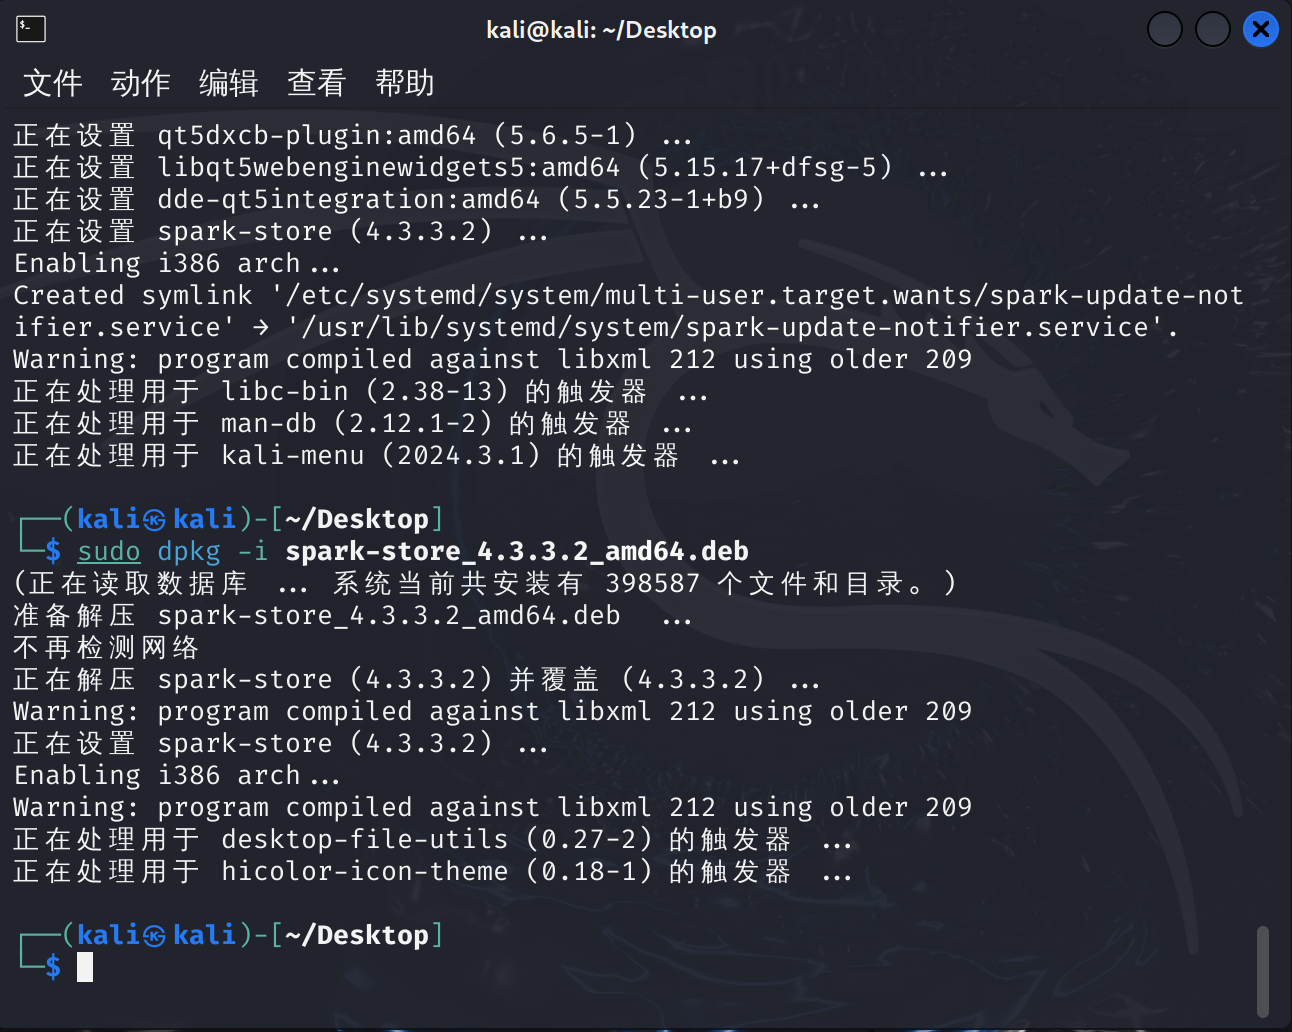 kali@kali: ~/Desktop
文件 动作 编辑 查看 帮助
正在设置 qt5dxcb-plugin:amd64 (5.6.5-1) ...
正在设置 libqt5webenginewidgets5:amd64 (5.15.17+dfsg-5) ...
正在设置 dde-qt5integration:amd64 (5.5.23-1+b9) ...
正在设置 spark-store (4.3.3.2) ...
Enabling i386 arch...
Created symlink '/etc/systemd/system/multi-user.target.wants/spark-update-not
ifier.service' → '/usr/lib/systemd/system/spark-update-notifier.service'.
Warning: program compiled against libxml 212 using older 209
正在处理用于 libc-bin (2.38-13) 的触发器 ...
正在处理用于 man-db (2.12.1-2) 的触发器 ...
正在处理用于 kali-menu (2024.3.1) 的触发器 ...
┌──(kali㉿kali)-[~/Desktop]
└─$ sudo dpkg -i spark-store_4.3.3.2_amd64.deb
(正在读取数据库 ... 系统当前共安装有 398587 个文件和目录。)
准备解压 spark-store_4.3.3.2_amd64.deb ...
不再检测网络
正在解压 spark-store (4.3.3.2) 并覆盖 (4.3.3.2) ...
Warning: program compiled against libxml 212 using older 209
正在设置 spark-store (4.3.3.2) ...
Enabling i386 arch...
Warning: program compiled against libxml 212 using older 209
正在处理用于 desktop-file-utils (0.27-2) 的触发器 ...
正在处理用于 hicolor-icon-theme (0.18-1) 的触发器 ...
┌──(kali㉿kali)-[~/Desktop]
└─$